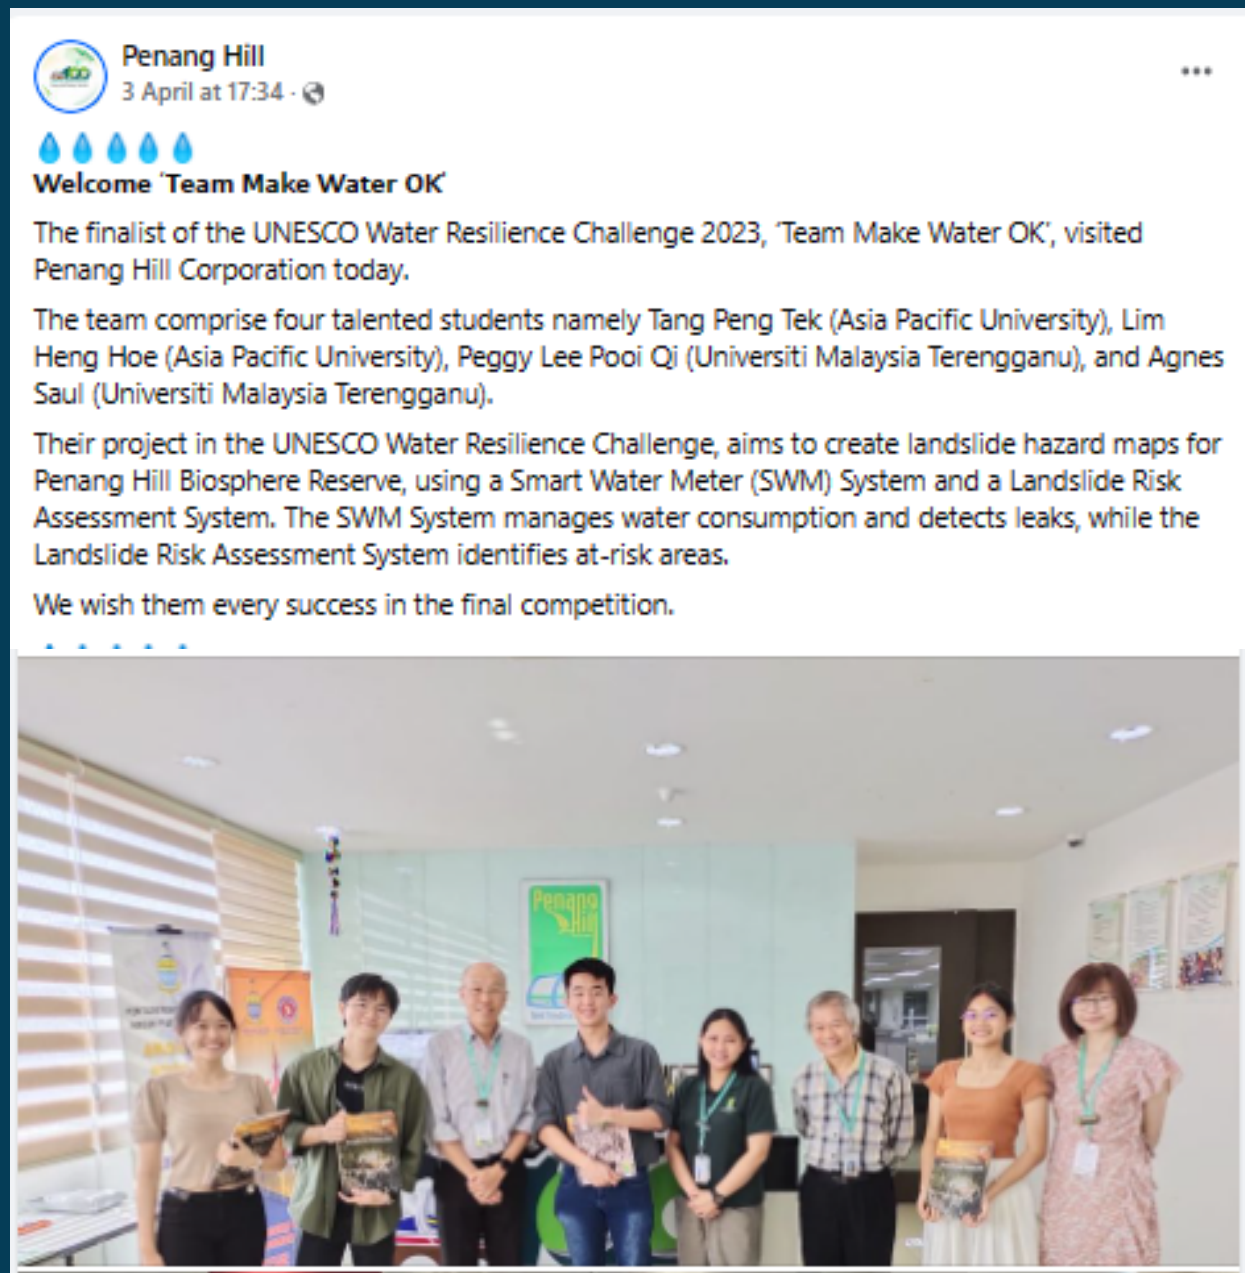 Penang Hill
3 April at 17:34 ·
Welcome 'Team Make Water OK'
The finalist of the UNESCO Water Resilience Challenge 2023, 'Team Make Water OK', visited
Penang Hill Corporation today.
The team comprise four talented students namely Tang Peng Tek (Asia Pacific University), Lim
Heng Hoe (Asia Pacific University), Peggy Lee Pooi Qi (Universiti Malaysia Terengganu), and Agnes
Saul (Universiti Malaysia Terengganu).
Their project in the UNESCO Water Resilience Challenge, aims to create landslide hazard maps for
Penang Hill Biosphere Reserve, using a Smart Water Meter (SWM) System and a Landslide Risk
Assessment System. The SWM System manages water consumption and detects leaks, while the
Landslide Risk Assessment System identifies at-risk areas.
We wish them every success in the final competition.
Penang
Hill